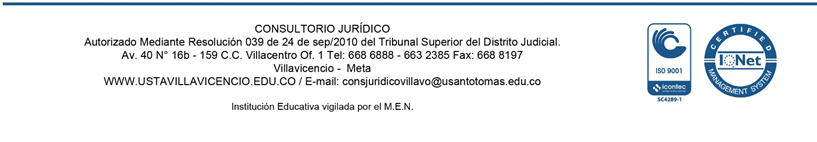 CONSULTORIO JURÍDICO
Autorizado Mediante Resolución 039 de 24 de sep/2010 del Tribunal Superior del Distrito Judicial.
Av. 40 N° 16b - 159 C.C. Villacentro Of. 1 Tel: 668 6888 - 663 2385 Fax: 668 8197
Villavicencio - Meta
WWW.USTAVILLAVICENCIO.EDU.CO / E-mail: consjuridicovillavo@usantotomas.edu.co
Institución Educativa vigilada por el M.E.N.
ISO 9001
icontec
SC4289-1
CERTIFIED
IQNet
MANAGEMENT SYSTEM